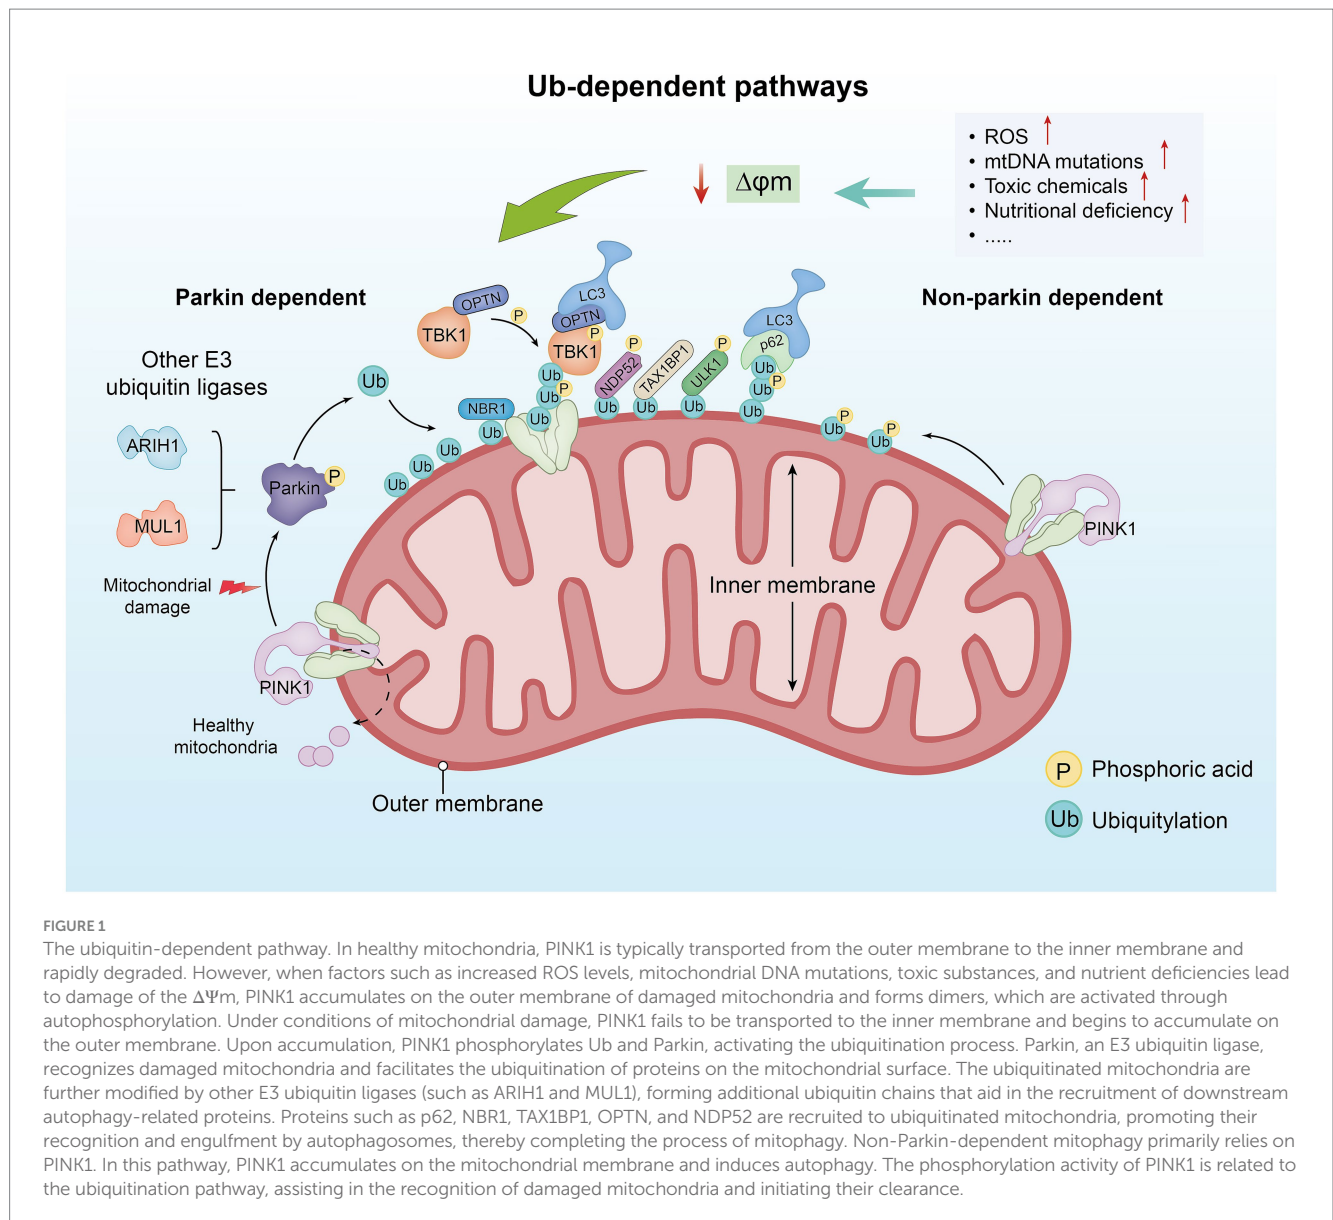 Ub-dependent pathways
• ROS
• mtDNA mutations
• Toxic chemicals
• Nutritional deficiency
• .....
Δφm
Parkin dependent
Non-parkin dependent
Other E3
ubiquitin ligases
ARIH1
MUL1
Parkin
P
Ub
Mitochondrial
damage
PINK1
Healthy
mitochondria
TBK1
OPTN
P
LC3
OPTN
P
TBK1
Ub
Ub
P
Ub
NBR1
Ub
Ub
Ub
Ub
P
NDP52
Ub
TAX1BP1
Ub
P
ULK1
Ub
LC3
p62
Ub
Ub
P
Ub
P
Ub
P
Ub
PINK1
Inner membrane
Outer membrane
P Phosphoric acid
Ub Ubiquitylation
FIGURE 1
The ubiquitin-dependent pathway. In healthy mitochondria, PINK1 is typically transported from the outer membrane to the inner membrane and
rapidly degraded. However, when factors such as increased ROS levels, mitochondrial DNA mutations, toxic substances, and nutrient deficiencies lead
to damage of the ΔΨm, PINK1 accumulates on the outer membrane of damaged mitochondria and forms dimers, which are activated through
autophosphorylation. Under conditions of mitochondrial damage, PINK1 fails to be transported to the inner membrane and begins to accumulate on
the outer membrane. Upon accumulation, PINK1 phosphorylates Ub and Parkin, activating the ubiquitination process. Parkin, an E3 ubiquitin ligase,
recognizes damaged mitochondria and facilitates the ubiquitination of proteins on the mitochondrial surface. The ubiquitinated mitochondria are
further modified by other E3 ubiquitin ligases (such as ARIH1 and MUL1), forming additional ubiquitin chains that aid in the recruitment of downstream
autophagy-related proteins. Proteins such as p62, NBR1, TAX1BP1, OPTN, and NDP52 are recruited to ubiquitinated mitochondria, promoting their
recognition and engulfment by autophagosomes, thereby completing the process of mitophagy. Non-Parkin-dependent mitophagy primarily relies on
PINK1. In this pathway, PINK1 accumulates on the mitochondrial membrane and induces autophagy. The phosphorylation activity of PINK1 is related to
the ubiquitination pathway, assisting in the recognition of damaged mitochondria and initiating their clearance.